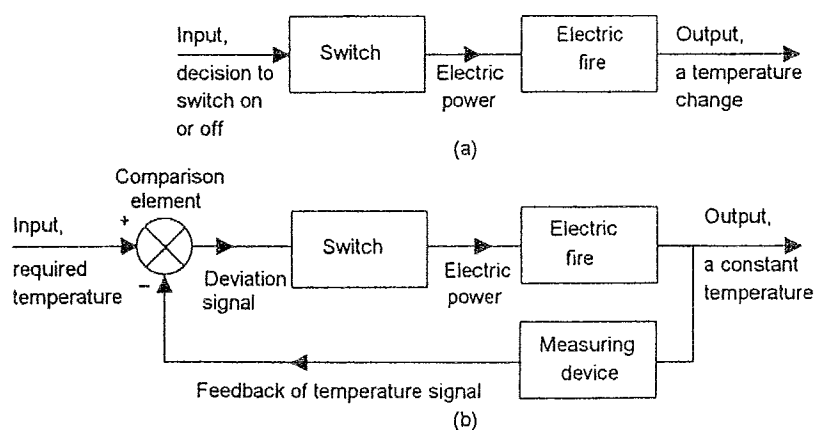 Input,
decision to
switch on
or off
Switch
Electric
power
Electric
fire
Output,
a temperature
change
(a)
Comparison
element
Input,
+
required
temperature
−
Deviation
signal
Switch
Electric
power
Electric
fire
Output,
a constant
temperature
Measuring
device
Feedback of temperature signal
(b)